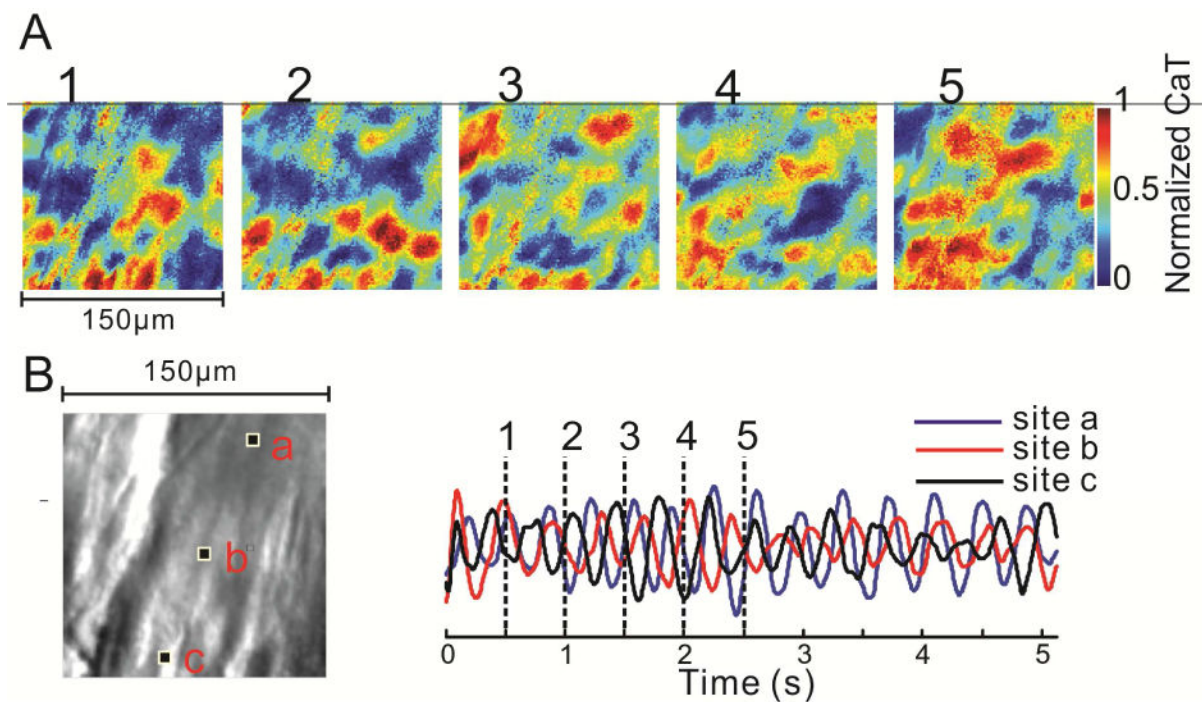 A
1 2 3 4 5
1
0.5
0
Normalized CaT
150μm
B
150μm
a
b
c
1 2 3 4 5
site a
site b
site c
0 1 2 3 4 5
Time (s)